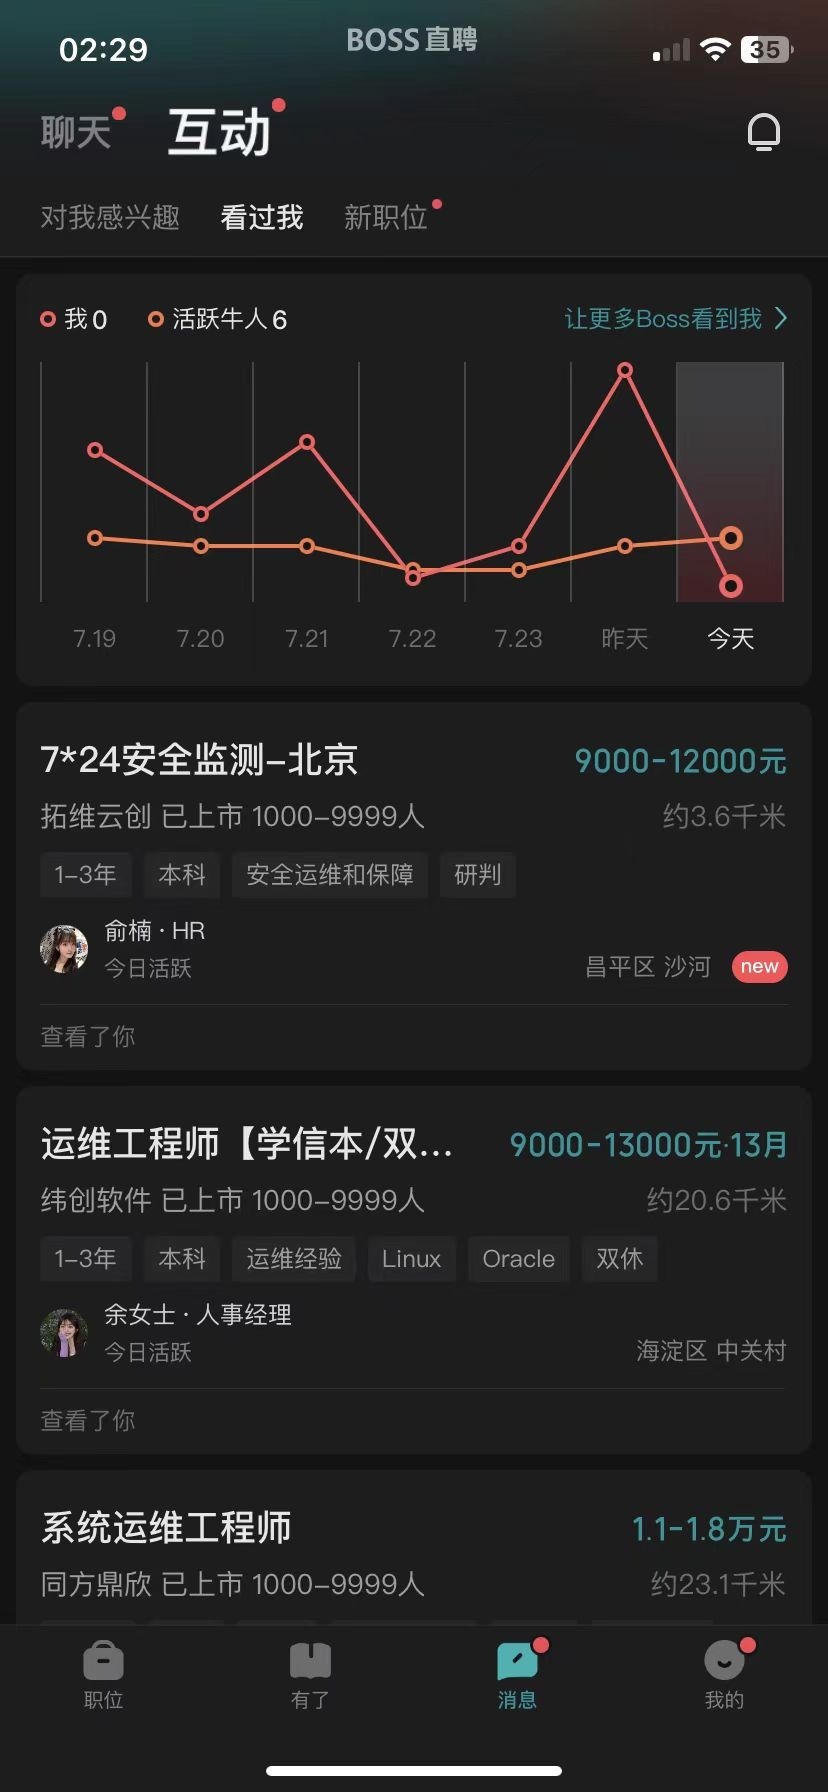 02:29
BOSS直聘
35
聊天
互动
对我感兴趣
看过我
新职位
我0
活跃牛人6
让更多Boss看到我
7.19
7.20
7.21
7.22
7.23
昨天
今天
7*24安全监测-北京
9000-12000元
拓维云创 已上市 1000-9999人
约3.6千米
1-3年
本科
安全运维和保障
研判
俞楠·HR
今日活跃
昌平区 沙河
new
查看了你
运维工程师【学信本/双...
9000-13000元·13月
纬创软件 已上市 1000-9999人
约20.6千米
1-3年
本科
运维经验
Linux
Oracle
双休
余女士·人事经理
今日活跃
海淀区 中关村
查看了你
系统运维工程师
1.1-1.8万元
同方鼎欣 已上市 1000-9999人
约23.1千米
职位
有了
消息
我的